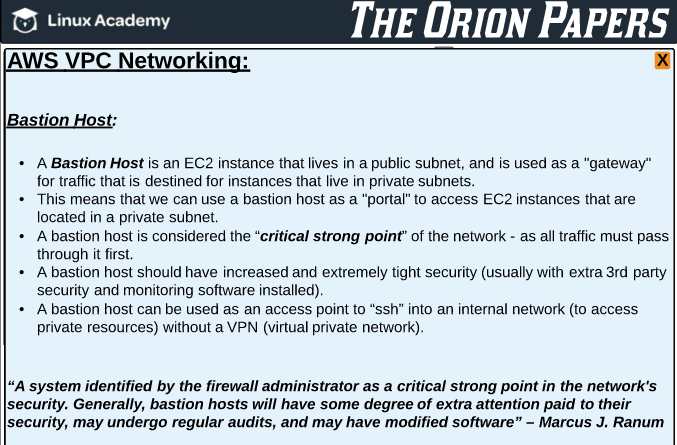 Linux Academy
THE ORION PAPERS
AWS VPC Networking:
X
Bastion Host:
• A Bastion Host is an EC2 instance that lives in a public subnet, and is used as a "gateway"
for traffic that is destined for instances that live in private subnets.
• This means that we can use a bastion host as a "portal" to access EC2 instances that are
located in a private subnet.
• A bastion host is considered the “critical strong point” of the network - as all traffic must pass
through it first.
• A bastion host should have increased and extremely tight security (usually with extra 3rd party
security and monitoring software installed).
• A bastion host can be used as an access point to “ssh” into an internal network (to access
private resources) without a VPN (virtual private network).
“A system identified by the firewall administrator as a critical strong point in the network's
security. Generally, bastion hosts will have some degree of extra attention paid to their
security, may undergo regular audits, and may have modified software” – Marcus J. Ranum